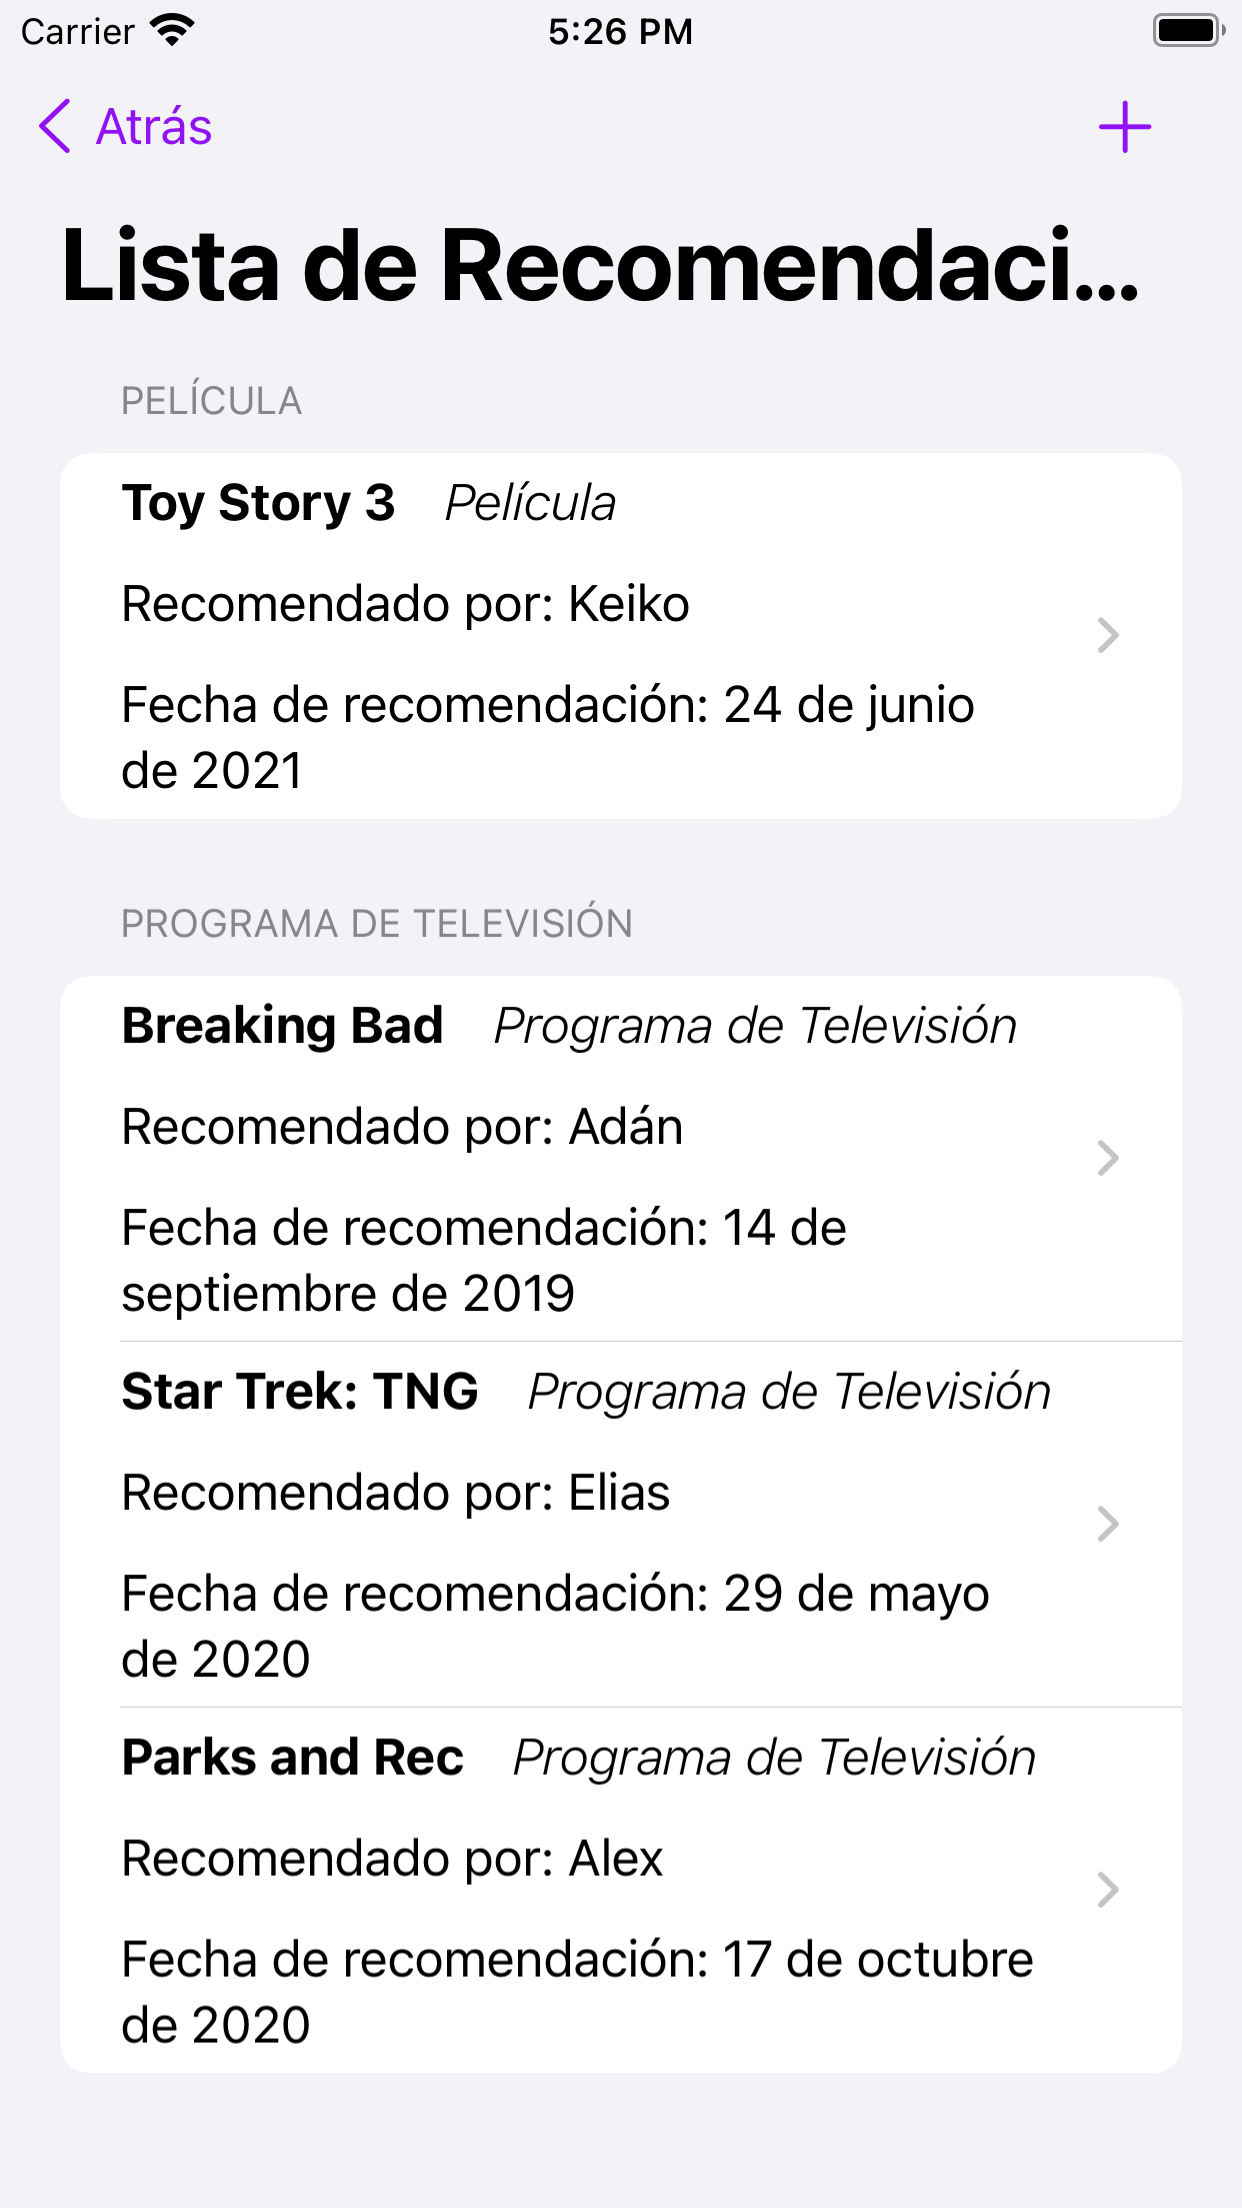 Carrier 5:26 PM
Atrás
Lista de Recomendaci...
PELÍCULA
Toy Story 3 Película
Recomendado por: Keiko
Fecha de recomendación: 24 de junio
de 2021
PROGRAMA DE TELEVISIÓN
Breaking Bad Programa de Televisión
Recomendado por: Adán
Fecha de recomendación: 14 de
septiembre de 2019
Star Trek: TNG Programa de Televisión
Recomendado por: Elias
Fecha de recomendación: 29 de mayo
de 2020
Parks and Rec Programa de Televisión
Recomendado por: Alex
Fecha de recomendación: 17 de octubre
de 2020